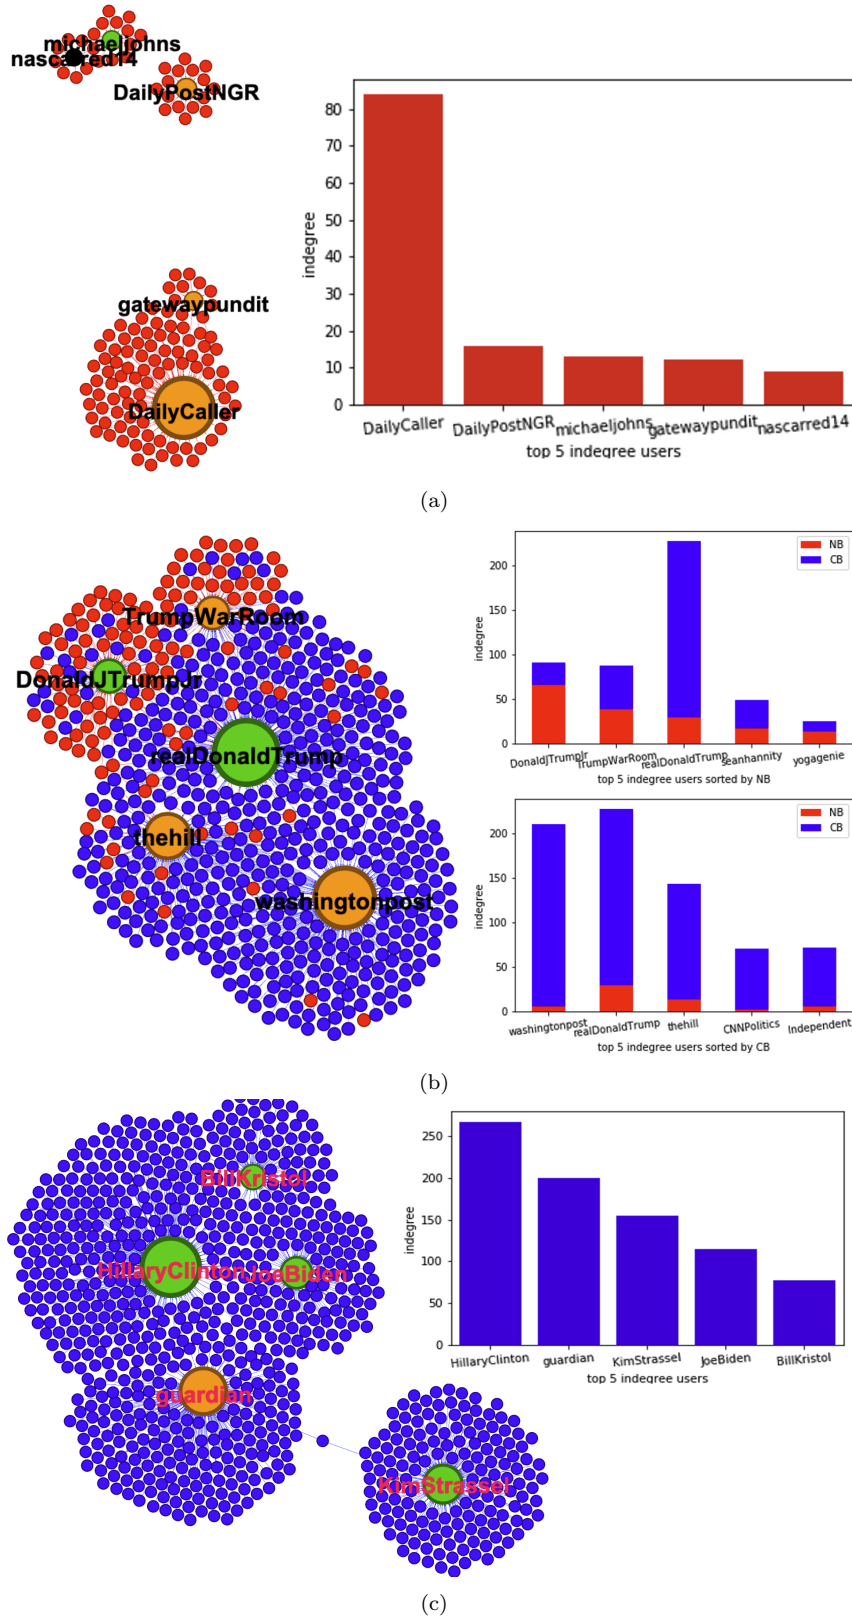 michaeljohns
nascarred14
DailyPostNGR
gatewaypundit
DailyCaller
80
70
60
50
40
30
20
10
0
indegree
DailyCaller DailyPostNGR michaeljohns gatewaypundit nascarred14
top 5 indegree users
(a)
TrumpWarRoom
DonaldJTrumpJr
realDonaldTrump
thehill
washingtonpost
NB
CB
200
150
100
50
0
indegree
DonaldJTrumpJr TrumpWarRoom realDonaldTrump seanhannity yogagenie
top 5 indegree users sorted by NB
NB
CB
200
150
100
50
0
indegree
washingtonpost realDonaldTrump thehill CNNPolitics Independent
top 5 indegree users sorted by CB
(b)
BillKristol
HillaryClinton JoeBiden
guardian
KimStrassel
250
200
150
100
50
0
indegree
HillaryClinton guardian KimStrassel JoeBiden BillKristol
top 5 indegree users
(c)